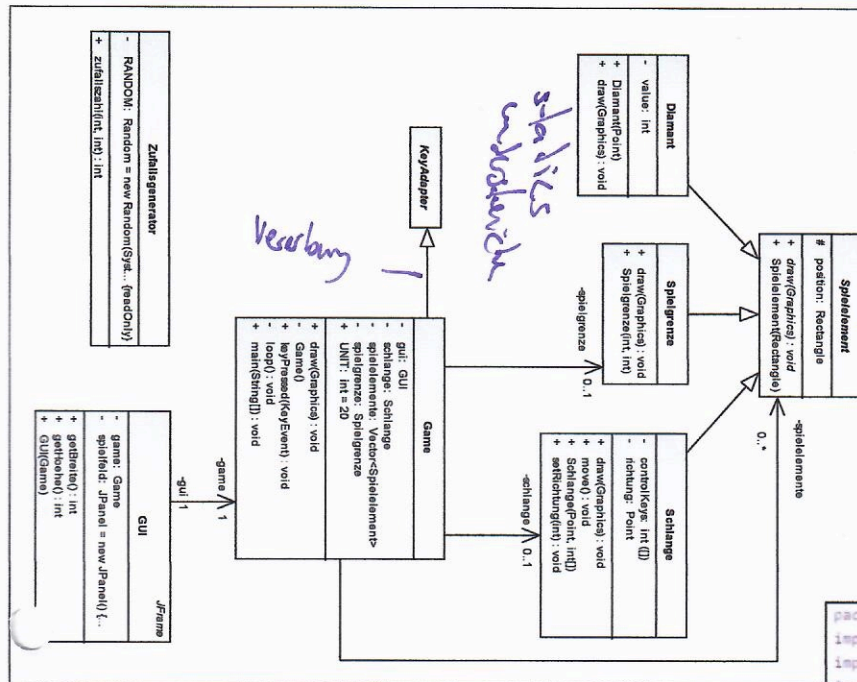 Spielelement
# position: Rectangle
+ draw(Graphics) : void
+ Spielelement(Rectangle)
-spielelemente
0..*
Diamant
- value: int
+ Diamant(Point)
+ draw(Graphics) : void
Spielgrenze
+ draw(Graphics) : void
+ Spielgrenze(int, int)
Schlange
- controlKeys: int ([])
- richtung: Point
+ draw(Graphics) : void
+ move() : void
+ Schlange(Point, int[])
+ setRichtung(int) : void
-spielgrenze
0..1
-schlange
0..1
KeyAdapter
Vererbung
Game
- gui: GUI
- schlange: Schlange
- spielelemente: Vector<Spielelement>
- spielgrenze: Spielgrenze
+ UNIT: int = 20
+ draw(Graphics) : void
- Game()
+ keyPressed(KeyEvent) : void
- loop() : void
+ main(String[]) : void
-game
1
-gui 1
Zufallsgenerator
- RANDOM: Random = new Random(Syst... {readOnly}
+ zufallszahl(int, int) : int
JFrame
GUI
- game: Game
- spielfeld: JPanel = new JPanel() {...
+ getBreite() : int
+ getHoehe() : int
+ GUI(Game)
pac
imp
imp